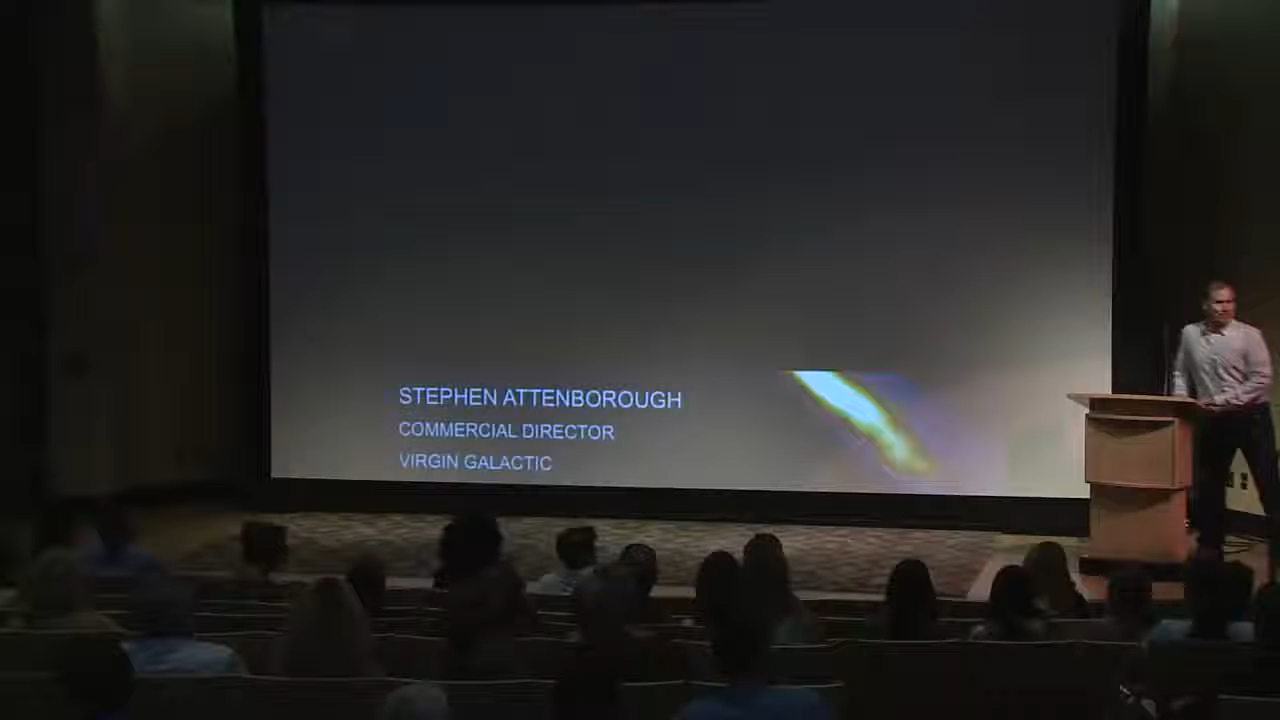 STEPHEN ATTENBOROUGH
COMMERCIAL DIRECTOR
VIRGIN GALACTIC